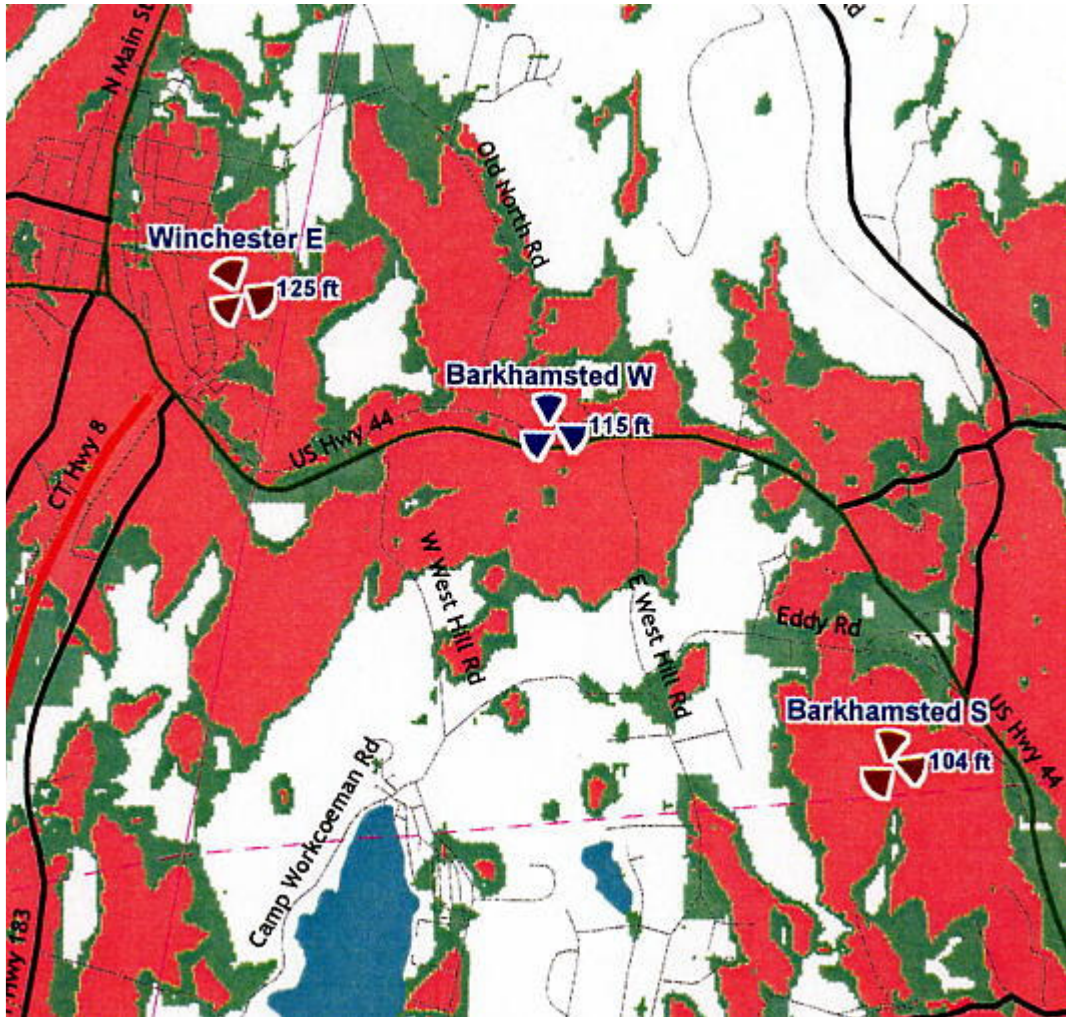 N Main St
Old North Rd
Winchester E
125 ft
Barkhamsted W
115 ft
US Hwy 44
CT Hwy 8
W West Hill Rd
E West Hill Rd
Eddy Rd
Barkhamsted S
104 ft
US Hwy 44
Camp Workcoeman Rd
Hwy 183